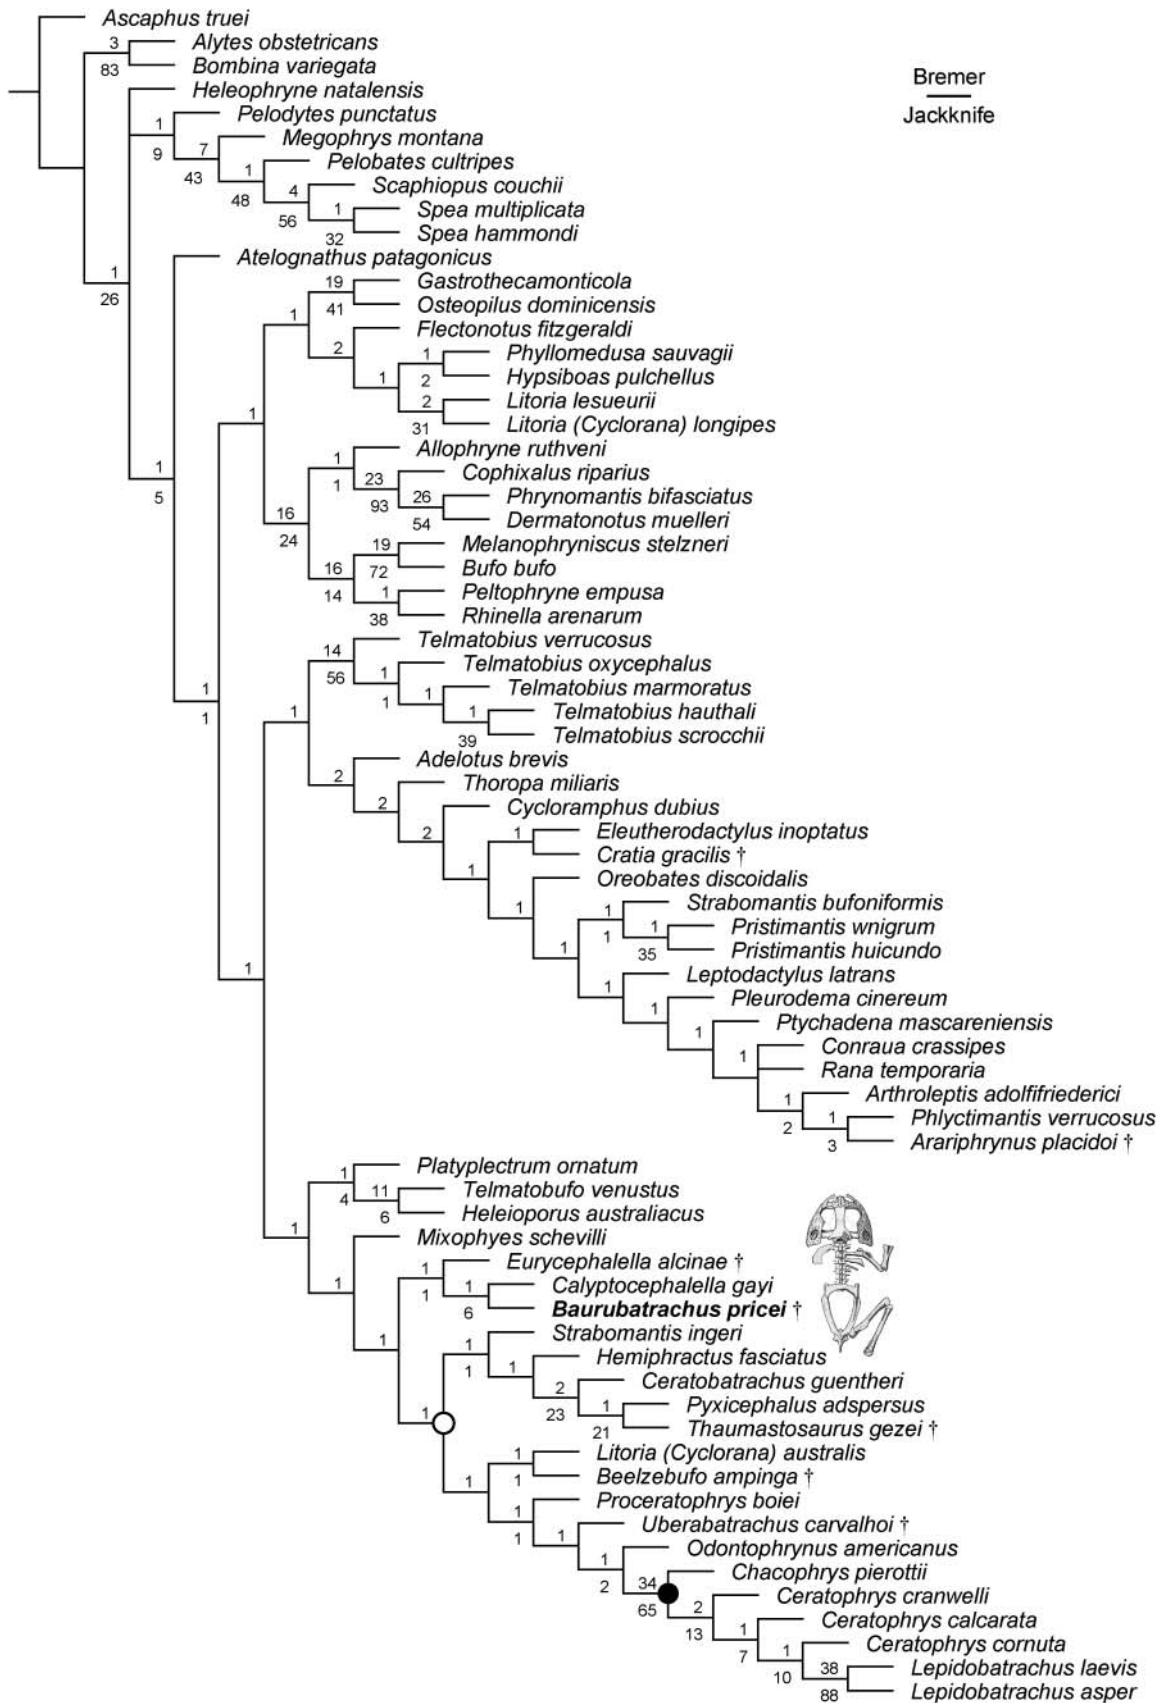 Ascaphus truei
3 Alytes obstetricans
83 Bombina variegata
Bremer
Jackknife
Heleophryne natalensis
1 Pelodytes punctatus
9 7 Megophrys montana
43 1 Pelobates cultripes
48 4 Scaphiopus couchii
56 1 Spea multiplicata
32 Spea hammondi
1
26
Atelognathus patagonicus
19 Gastrothecamonticola
41 Osteopilus dominicensis
1 Flectonotus fitzgeraldi
2 1 Phyllomedusa sauvagii
1 2 Hypsiboas pulchellus
2 Litoria lesueurii
31 Litoria (Cyclorana) longipes
1
1 Allophryne ruthveni
1 23 Cophixalus riparius
93 26 Phrynomantis bifasciatus
54 Dermatonotus muelleri
1
5
16
24
19 Melanophryniscus stelzneri
16 72 Bufo bufo
14 1 Peltophryne empusa
38 Rhinella arenarum
14 Telmatobius verrucosus
56 1 Telmatobius oxycephalus
1 1 Telmatobius marmoratus
1 Telmatobius hauthali
39 Telmatobius scrocchii
1
1
1
2 Adelotus brevis
2 Thoropa miliaris
2 Cycloramphus dubius
1 Eleutherodactylus inoptatus
1 Cratia gracilis †
1 Oreobates discoidalis
1 Strabomantis bufoniformis
1 1 Pristimantis wnigrum
1 35 Pristimantis huicundo
1 Leptodactylus latrans
1 Pleurodema cinereum
1 Ptychadena mascareniensis
1 Conraua crassipes
Rana temporaria
1 Arthroleptis adolfifriederici
2 1 Phlyctimantis verrucosus
3 Araripphrynus placidoi †
1
1 Platyplectrum ornatum
4 11 Telmatobufo venustus
6 Heleioporus australiacus
1
1 Mixophyes schevilli
1 Eurycephalella alcinae †
1 1 Calyptocephalella gayi
6 Baurubatrachus pricei †
1
1 Strabomantis ingeri
1 1 Hemiphractus fasciatus
2 Ceratobatrachus guentheri
23 1 Pyxicephalus adspersus
21 Thaumastosaurus gezei †
1
1 Litoria (Cyclorana) australis
1 1 Beelzebufo ampinga †
1 Proceratophrys boiei
1 1 Uberabatrachus carvalhoi †
1 Odontophrynus americanus
2 34 Chacophrys pierottii
65 2 Ceratophrys cranwelli
13 1 Ceratophrys calcarata
7 1 Ceratophrys cornuta
10 38 Lepidobatrachus laevis
88 Lepidobatrachus asper